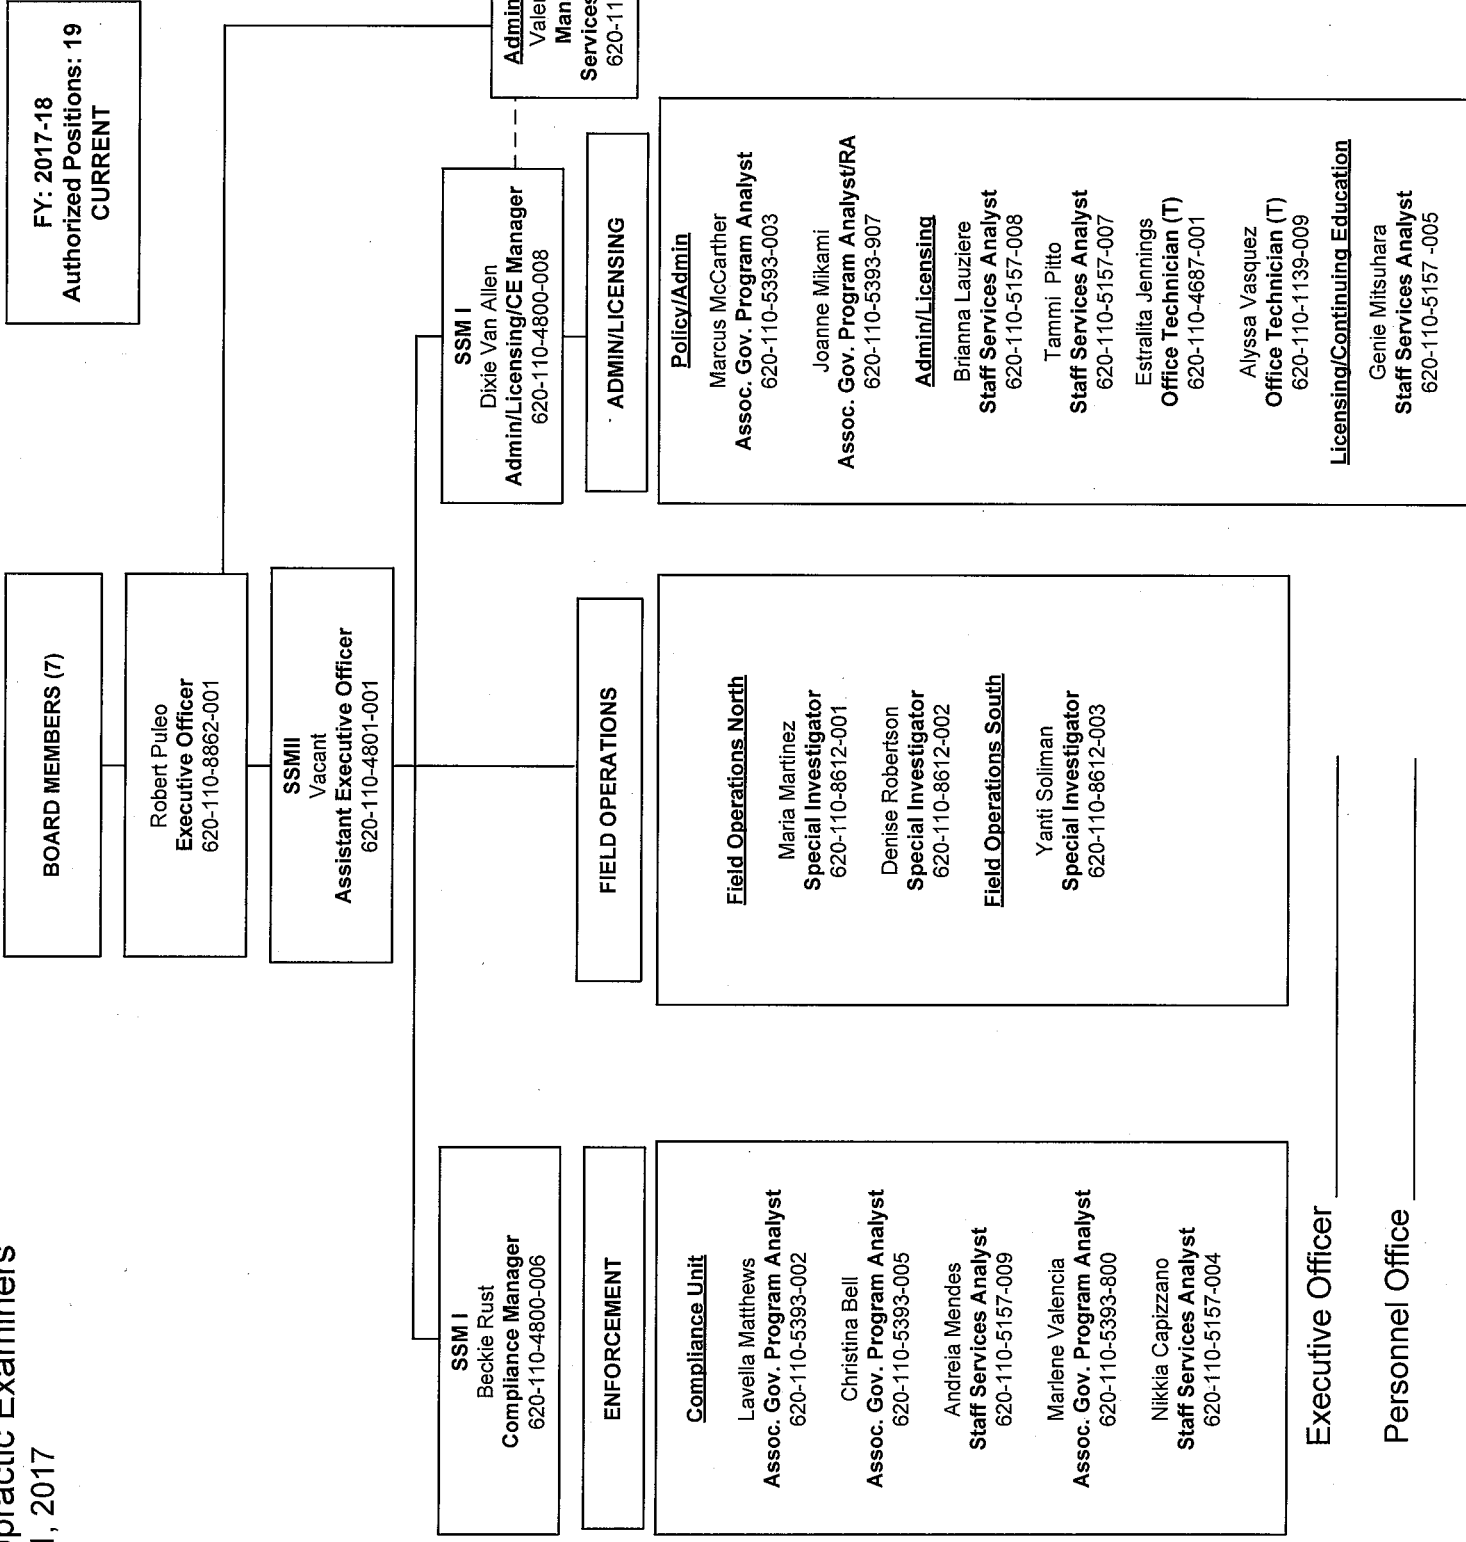 practic Examiners
, 2017
FY: 2017-18
Authorized Positions: 19
CURRENT
BOARD MEMBERS (7)
Robert Puleo
Executive Officer
620-110-8862-001
SSMII
Vacant
Assistant Executive Officer
620-110-4801-001
SSM I
Beckie Rust
Compliance Manager
620-110-4800-006
SSM I
Dixie Van Allen
Admin/Licensing/CE Manager
620-110-4800-008
Admin
Valer
Man
Services
620-11
ENFORCEMENT
Compliance Unit
Lavella Matthews
Assoc. Gov. Program Analyst
620-110-5393-002
Christina Bell
Assoc. Gov. Program Analyst
620-110-5393-005
Andreia Mendes
Staff Services Analyst
620-110-5157-009
Marlene Valencia
Assoc. Gov. Program Analyst
620-110-5393-800
Nikkia Capizzano
Staff Services Analyst
620-110-5157-004
FIELD OPERATIONS
Field Operations North
Maria Martinez
Special Investigator
620-110-8612-001
Denise Robertson
Special Investigator
620-110-8612-002
Field Operations South
Yanti Soliman
Special Investigator
620-110-8612-003
ADMIN/LICENSING
Policy/Admin
Marcus McCarther
Assoc. Gov. Program Analyst
620-110-5393-003
Joanne Mikami
Assoc. Gov. Program Analyst/RA
620-110-5393-907
Admin/Licensing
Brianna Lauziere
Staff Services Analyst
620-110-5157-008
Tammi Pitto
Staff Services Analyst
620-110-5157-007
Estralita Jennings
Office Technician (T)
620-110-4687-001
Alyssa Vasquez
Office Technician (T)
620-110-1139-009
Licensing/Continuing Education
Genie Mitsuhara
Staff Services Analyst
620-110-5157 -005
Executive Officer
Personnel Office